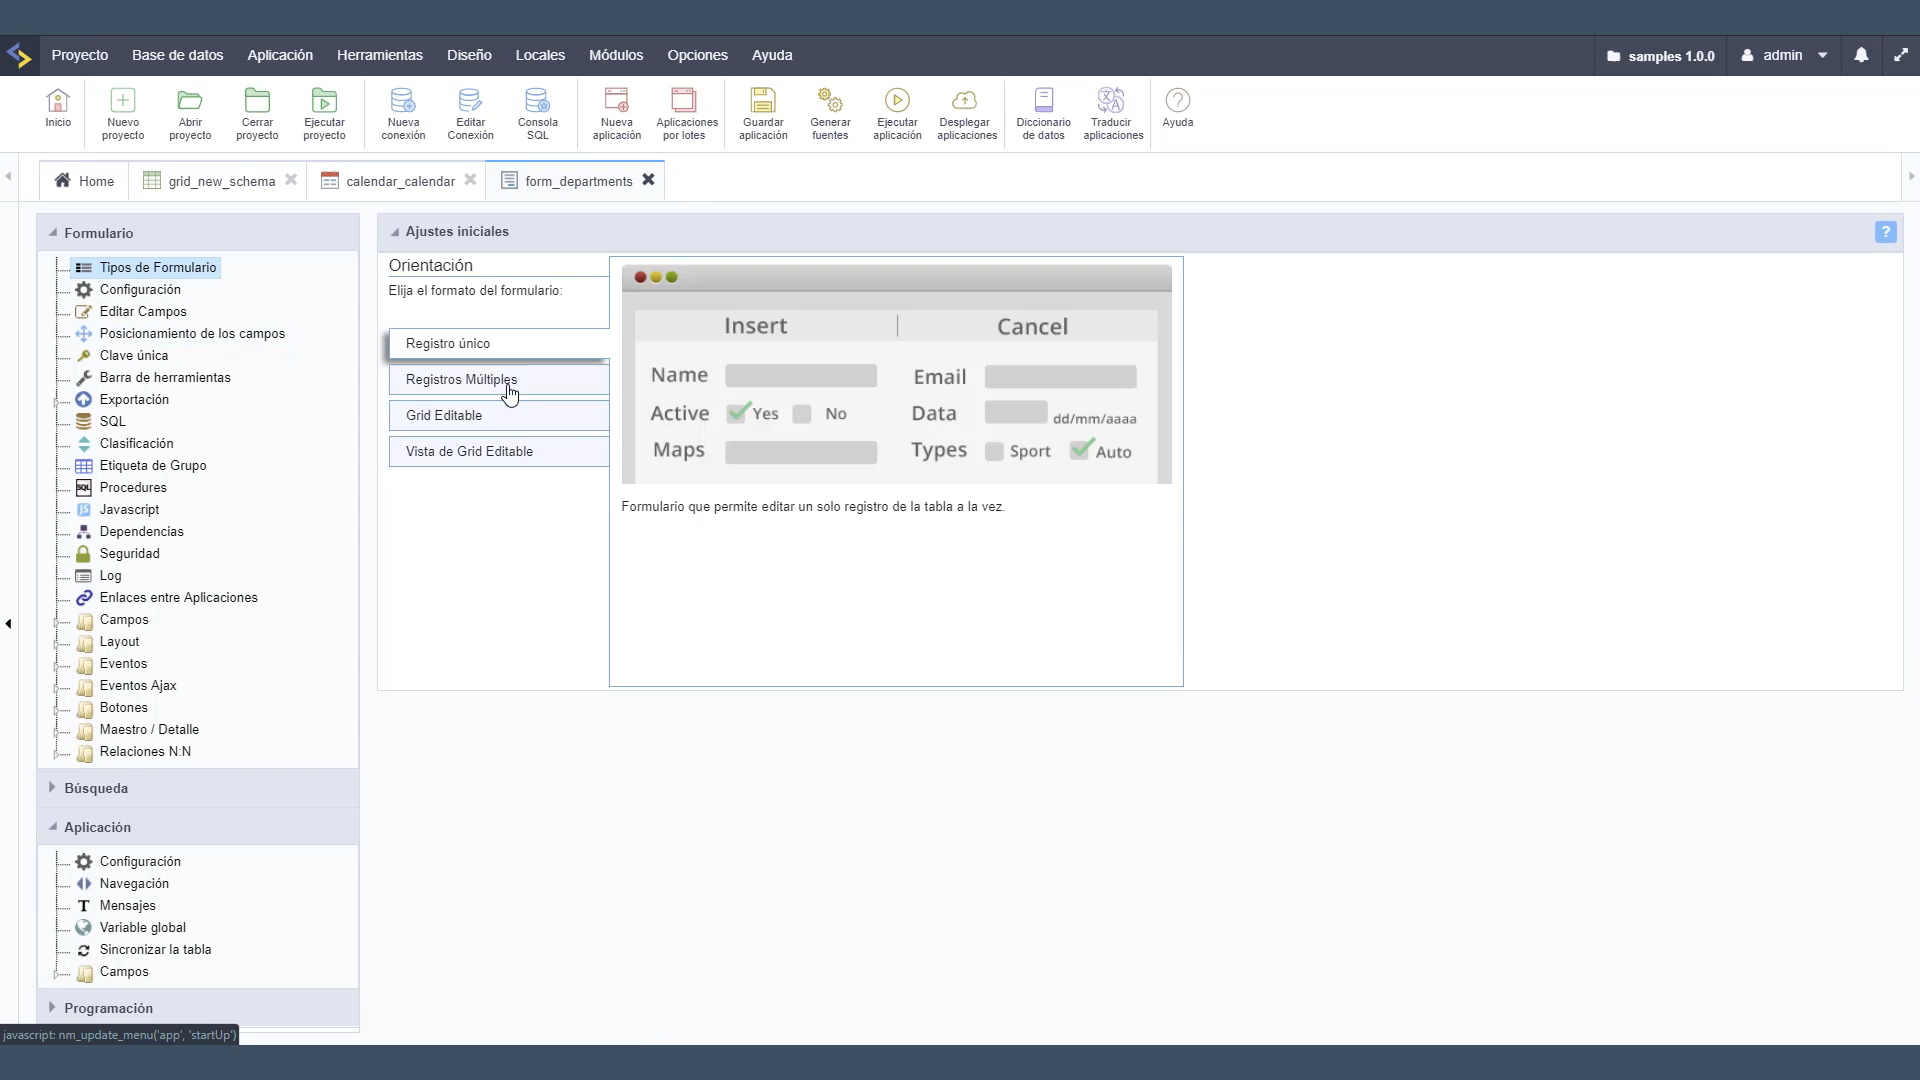 Proyecto Base de datos Aplicación Herramientas Diseño Locales Módulos Opciones Ayuda samples 1.0.0 admin
Inicio
Nuevo proyecto
Abrir proyecto
Cerrar proyecto
Ejecutar proyecto
Nueva conexión
Editar Conexión
Consola SQL
Nueva aplicación
Aplicaciones por lotes
Guardar aplicación
Generar fuentes
Ejecutar aplicación
Desplegar aplicaciones
Diccionario de datos
Traducir aplicaciones
Ayuda
Home grid_new_schema calendar_calendar form_departments
Formulario
Tipos de Formulario
Configuración
Editar Campos
Posicionamiento de los campos
Clave única
Barra de herramientas
Exportación
SQL
Clasificación
Etiqueta de Grupo
Procedures
Javascript
Dependencias
Seguridad
Log
Enlaces entre Aplicaciones
Campos
Layout
Eventos
Eventos Ajax
Botones
Maestro / Detalle
Relaciones N:N
Búsqueda
Aplicación
Configuración
Navegación
Mensajes
Variable global
Sincronizar la tabla
Campos
Programación
javascript: nm_update_menu('app', 'startUp')
Ajustes iniciales ?
Orientación
Elija el formato del formulario:
Registro único
Registros Múltiples
Grid Editable
Vista de Grid Editable
Insert Cancel
Name Email
Active Yes No Data dd/mm/aaaa
Maps Types Sport Auto
Formulario que permite editar un solo registro de la tabla a la vez.